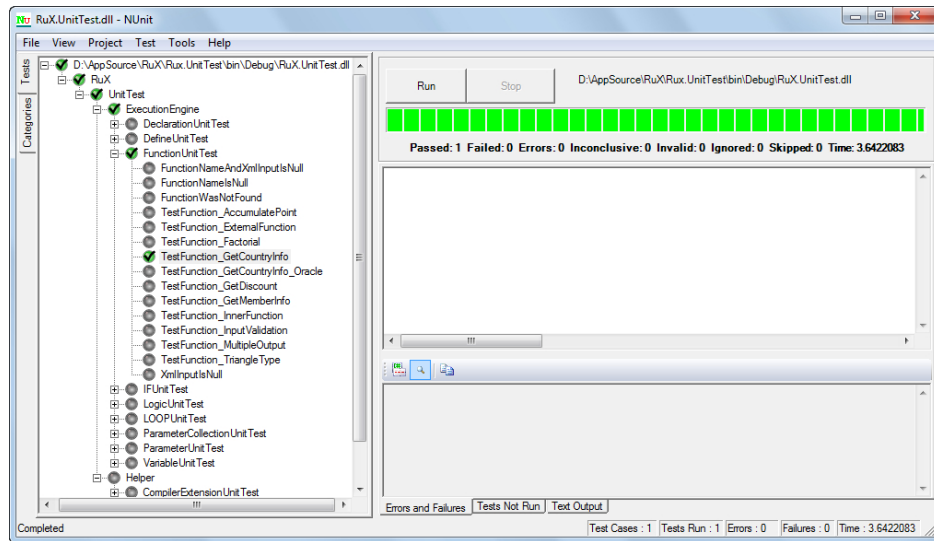 RuX.UnitTest.dll - NUnit
File View Project Test Tools Help
Tests
Categories
D:\AppSource\RuX\Rux.UnitTest\bin\Debug\RuX.UnitTest.dll
RuX
UnitTest
ExecutionEngine
DeclarationUnitTest
DefineUnitTest
FunctionUnitTest
FunctionNameAndXmlInputIsNull
FunctionNameIsNull
FunctionWasNotFound
TestFunction_AccumulatePoint
TestFunction_ExternalFunction
TestFunction_Factorial
TestFunction_GetCountryInfo
TestFunction_GetCountryInfo_Oracle
TestFunction_GetDiscount
TestFunction_GetMemberInfo
TestFunction_InnerFunction
TestFunction_InputValidation
TestFunction_MultipleOutput
TestFunction_TriangleType
XmlInputIsNull
IFUnitTest
LogicUnitTest
LOOPUnitTest
ParameterCollectionUnitTest
ParameterUnitTest
VariableUnitTest
Helper
CompilerExtensionUnitTest
Run Stop D:\AppSource\RuX\Rux.UnitTest\bin\Debug\RuX.UnitTest.dll
Passed: 1 Failed: 0 Errors: 0 Inconclusive: 0 Invalid: 0 Ignored: 0 Skipped: 0 Time: 3.6422083
Errors and Failures Tests Not Run Text Output
Completed Test Cases : 1 Tests Run : 1 Errors : 0 Failures : 0 Time : 3.6422083